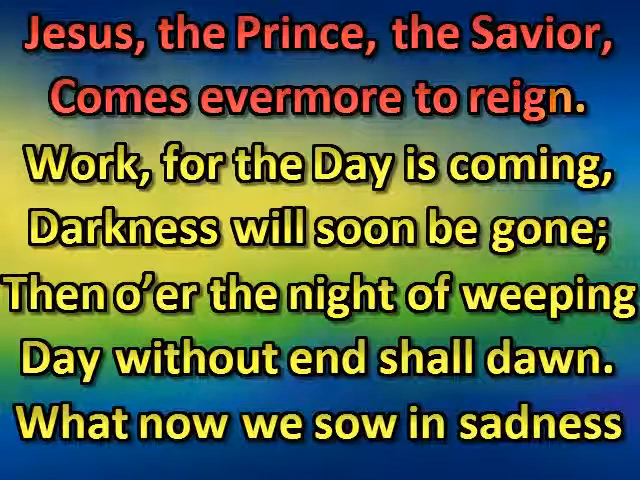 Jesus, the Prince, the Savior,
Comes evermore to reign.
Work, for the Day is coming,
Darkness will soon be gone;
Then o’er the night of weeping
Day without end shall dawn.
What now we sow in sadness